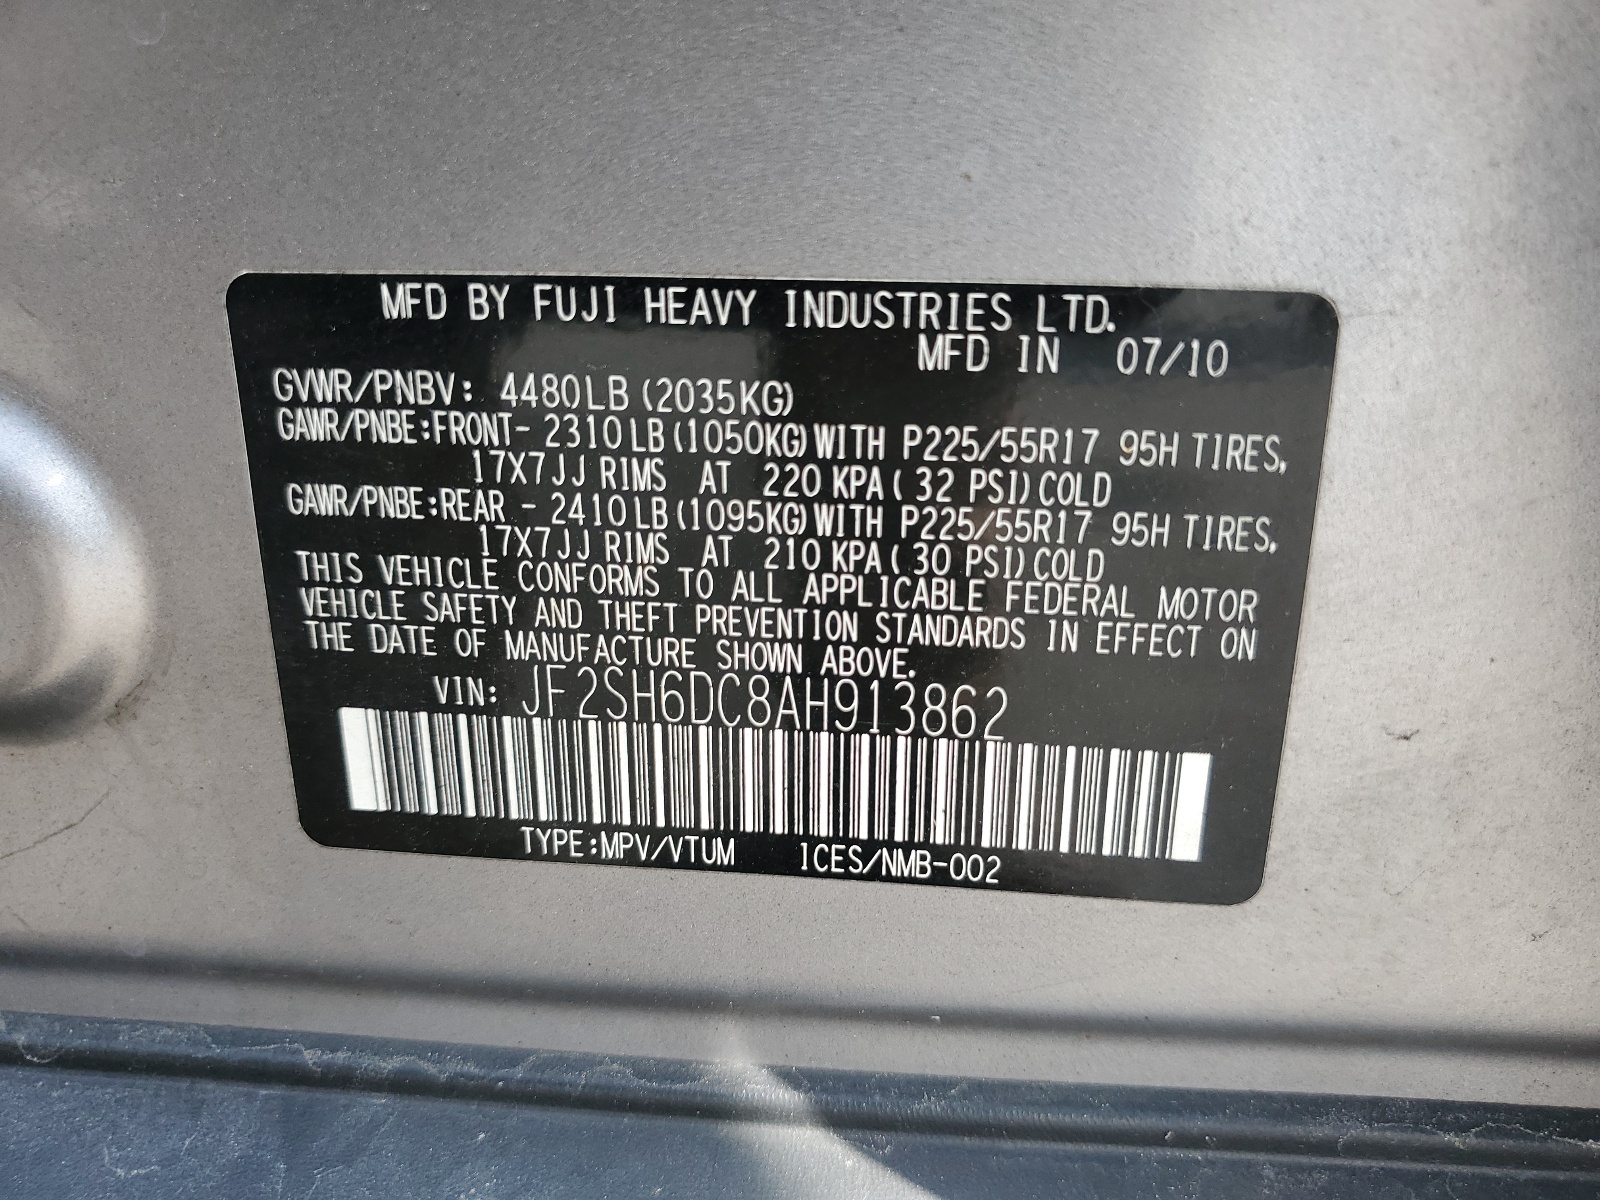 MFD BY FUJI HEAVY INDUSTRIES LTD.
MFD IN 07/10
GVWR/PNBV: 4480LB (2035KG)
GAWR/PNBE:FRONT- 2310LB(1050KG)WITH P225/55R17 95H TIRES,
17X7JJ RIMS AT 220 KPA( 32 PSI)COLD
GAWR/PNBE:REAR - 2410LB(1095KG)WITH P225/55R17 95H TIRES,
17X7JJ RIMS AT 210 KPA( 30 PSI)COLD
THIS VEHICLE CONFORMS TO ALL APPLICABLE FEDERAL MOTOR
VEHICLE SAFETY AND THEFT PREVENTION STANDARDS IN EFFECT ON
THE DATE OF MANUFACTURE SHOWN ABOVE.
VIN: JF2SH6DC8AH913862
TYPE:MPV/VTUM ICES/NMB-002